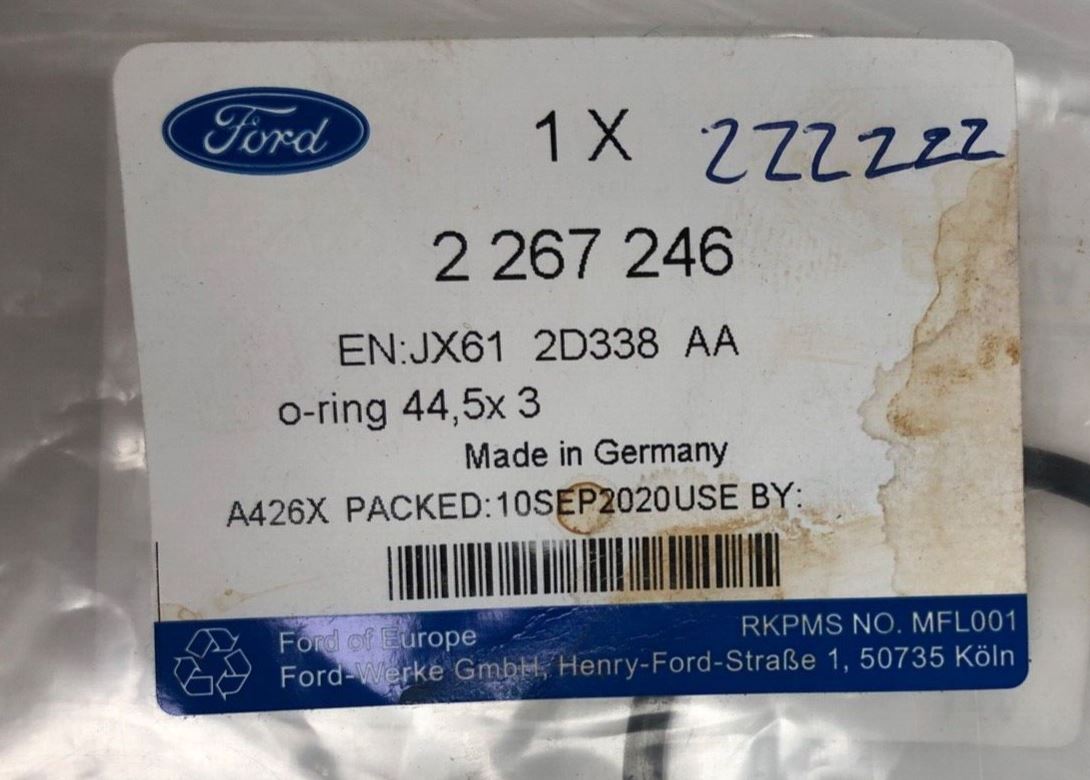 Ford
1 X 222222
2 267 246
EN:JX61 2D338 AA
o-ring 44,5x 3
Made in Germany
A426X PACKED:10SEP2020USE BY:
Ford of Europe
RKPMS NO. MFL001
Ford-Werke GmbH, Henry-Ford-Straße 1, 50735 Köln